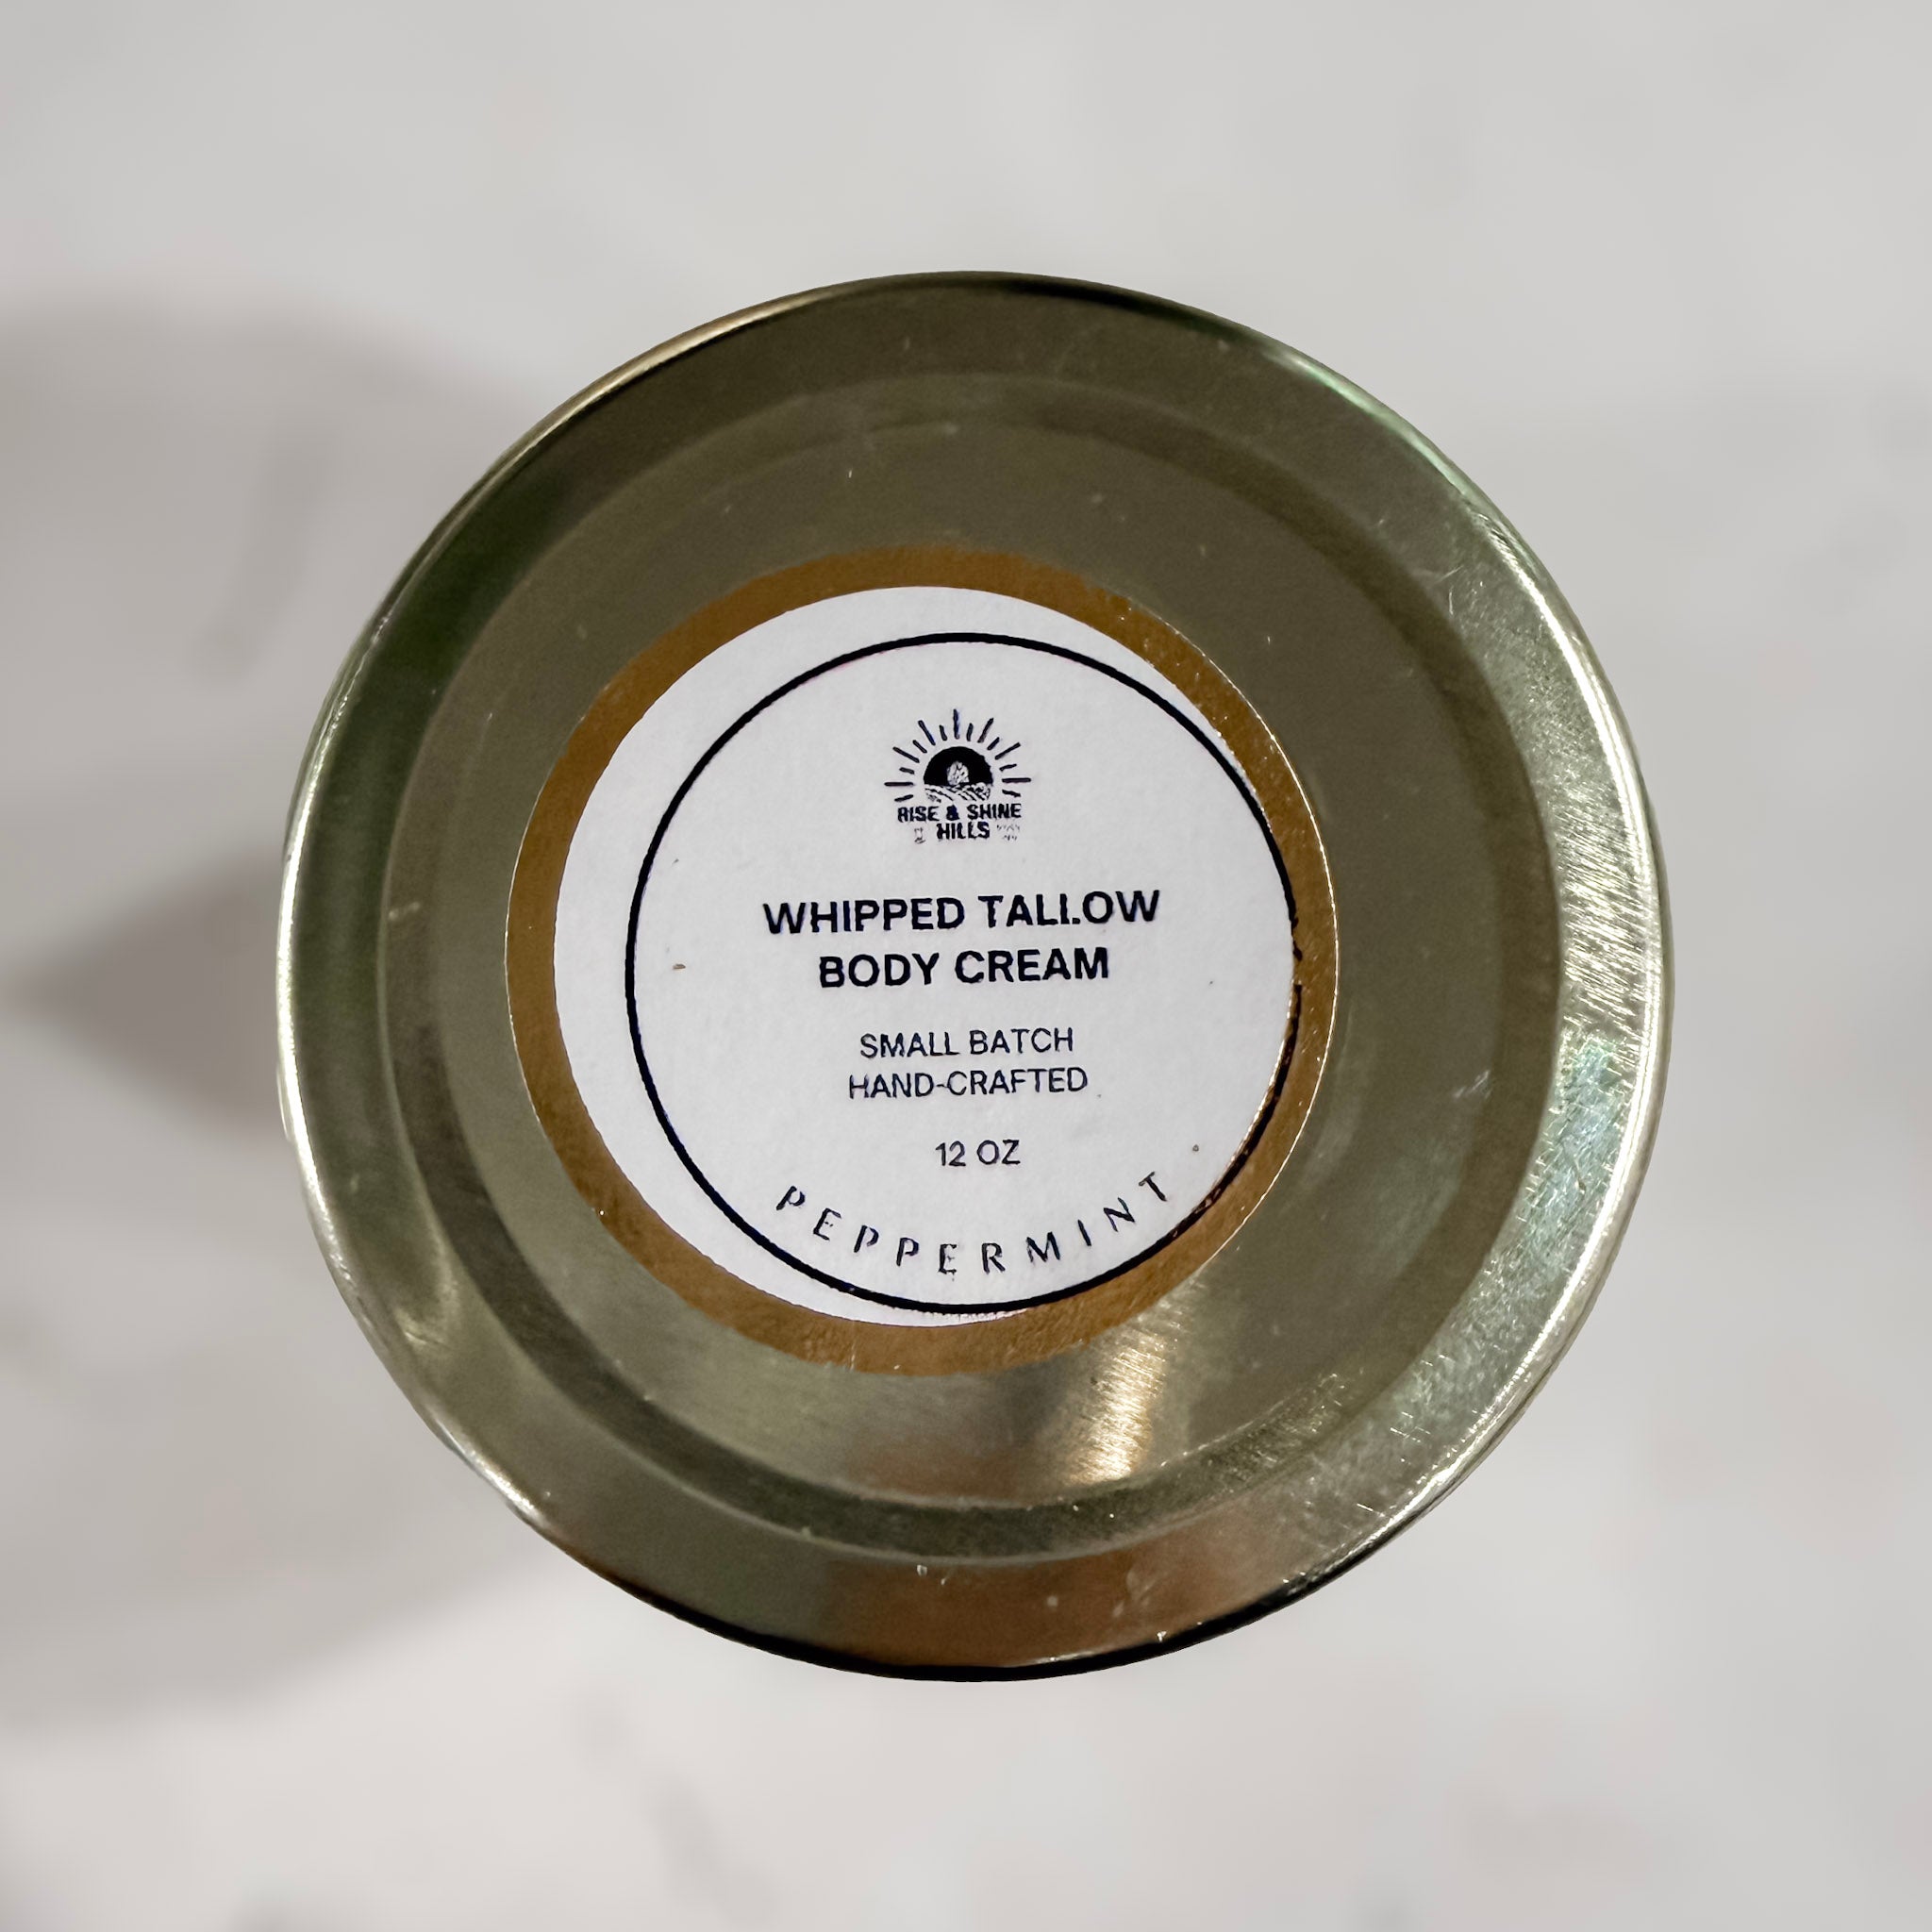 RISE & SHINE
HILLS
WHIPPED TALLOW
BODY CREAM
SMALL BATCH
HAND-CRAFTED
12 OZ
PEPPERMINT